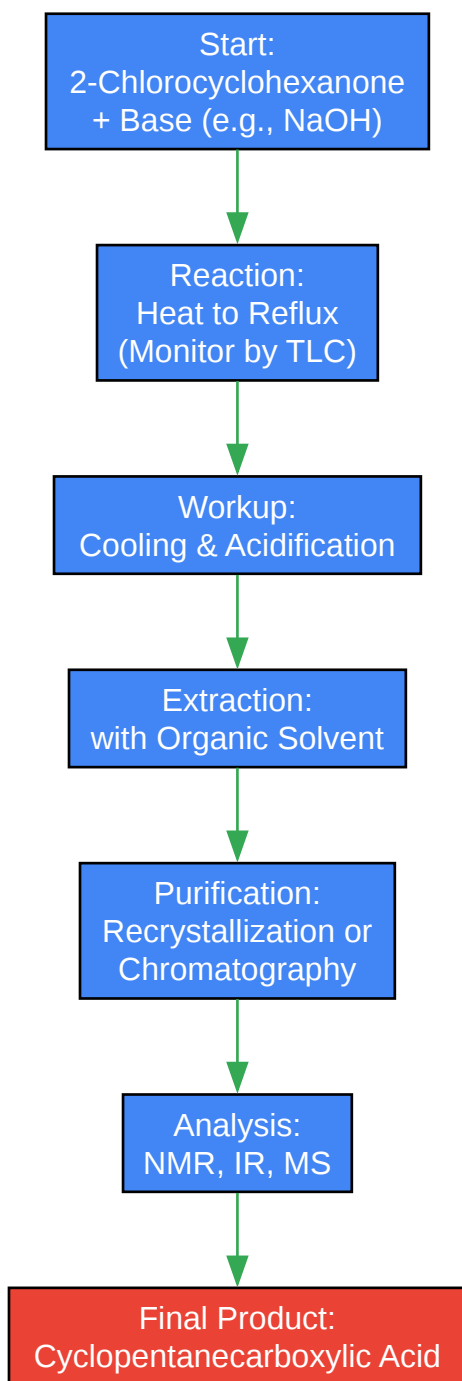 Start:
2-Chlorocyclohexanone
+ Base (e.g., NaOH)
Reaction:
Heat to Reflux
(Monitor by TLC)
Workup:
Cooling & Acidification
Extraction:
with Organic Solvent
Purification:
Recrystallization or
Chromatography
Analysis:
NMR, IR, MS
Final Product:
Cyclopentanecarboxylic Acid